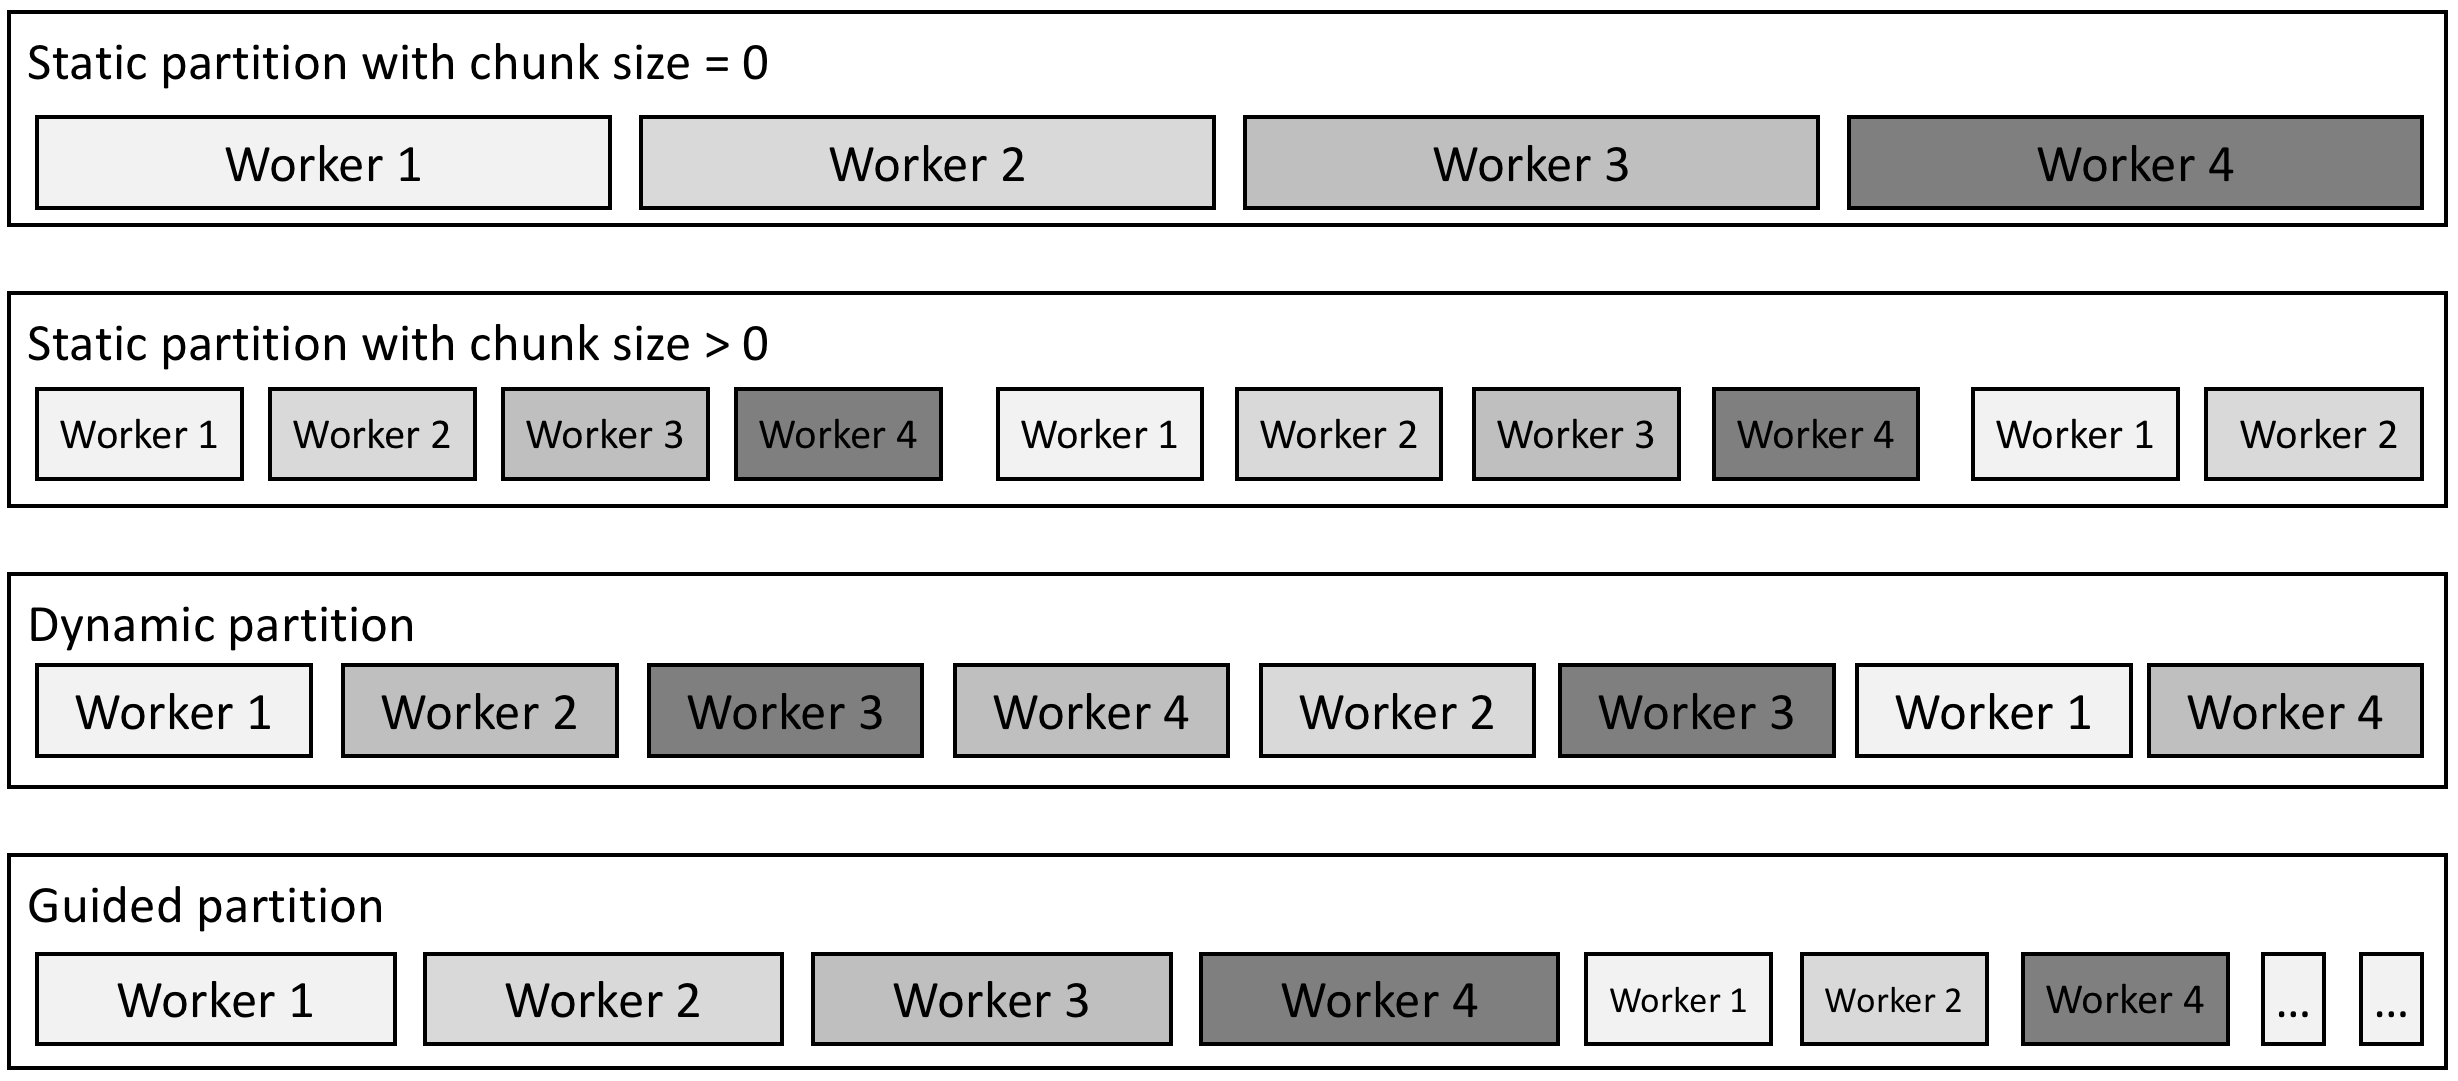 Static partition with chunk size = 0
Worker 1 Worker 2 Worker 3 Worker 4
Static partition with chunk size > 0
Worker 1 Worker 2 Worker 3 Worker 4 Worker 1 Worker 2 Worker 3 Worker 4 Worker 1 Worker 2
Dynamic partition
Worker 1 Worker 2 Worker 3 Worker 4 Worker 2 Worker 3 Worker 1 Worker 4
Guided partition
Worker 1 Worker 2 Worker 3 Worker 4 Worker 1 Worker 2 Worker 4 ... ...